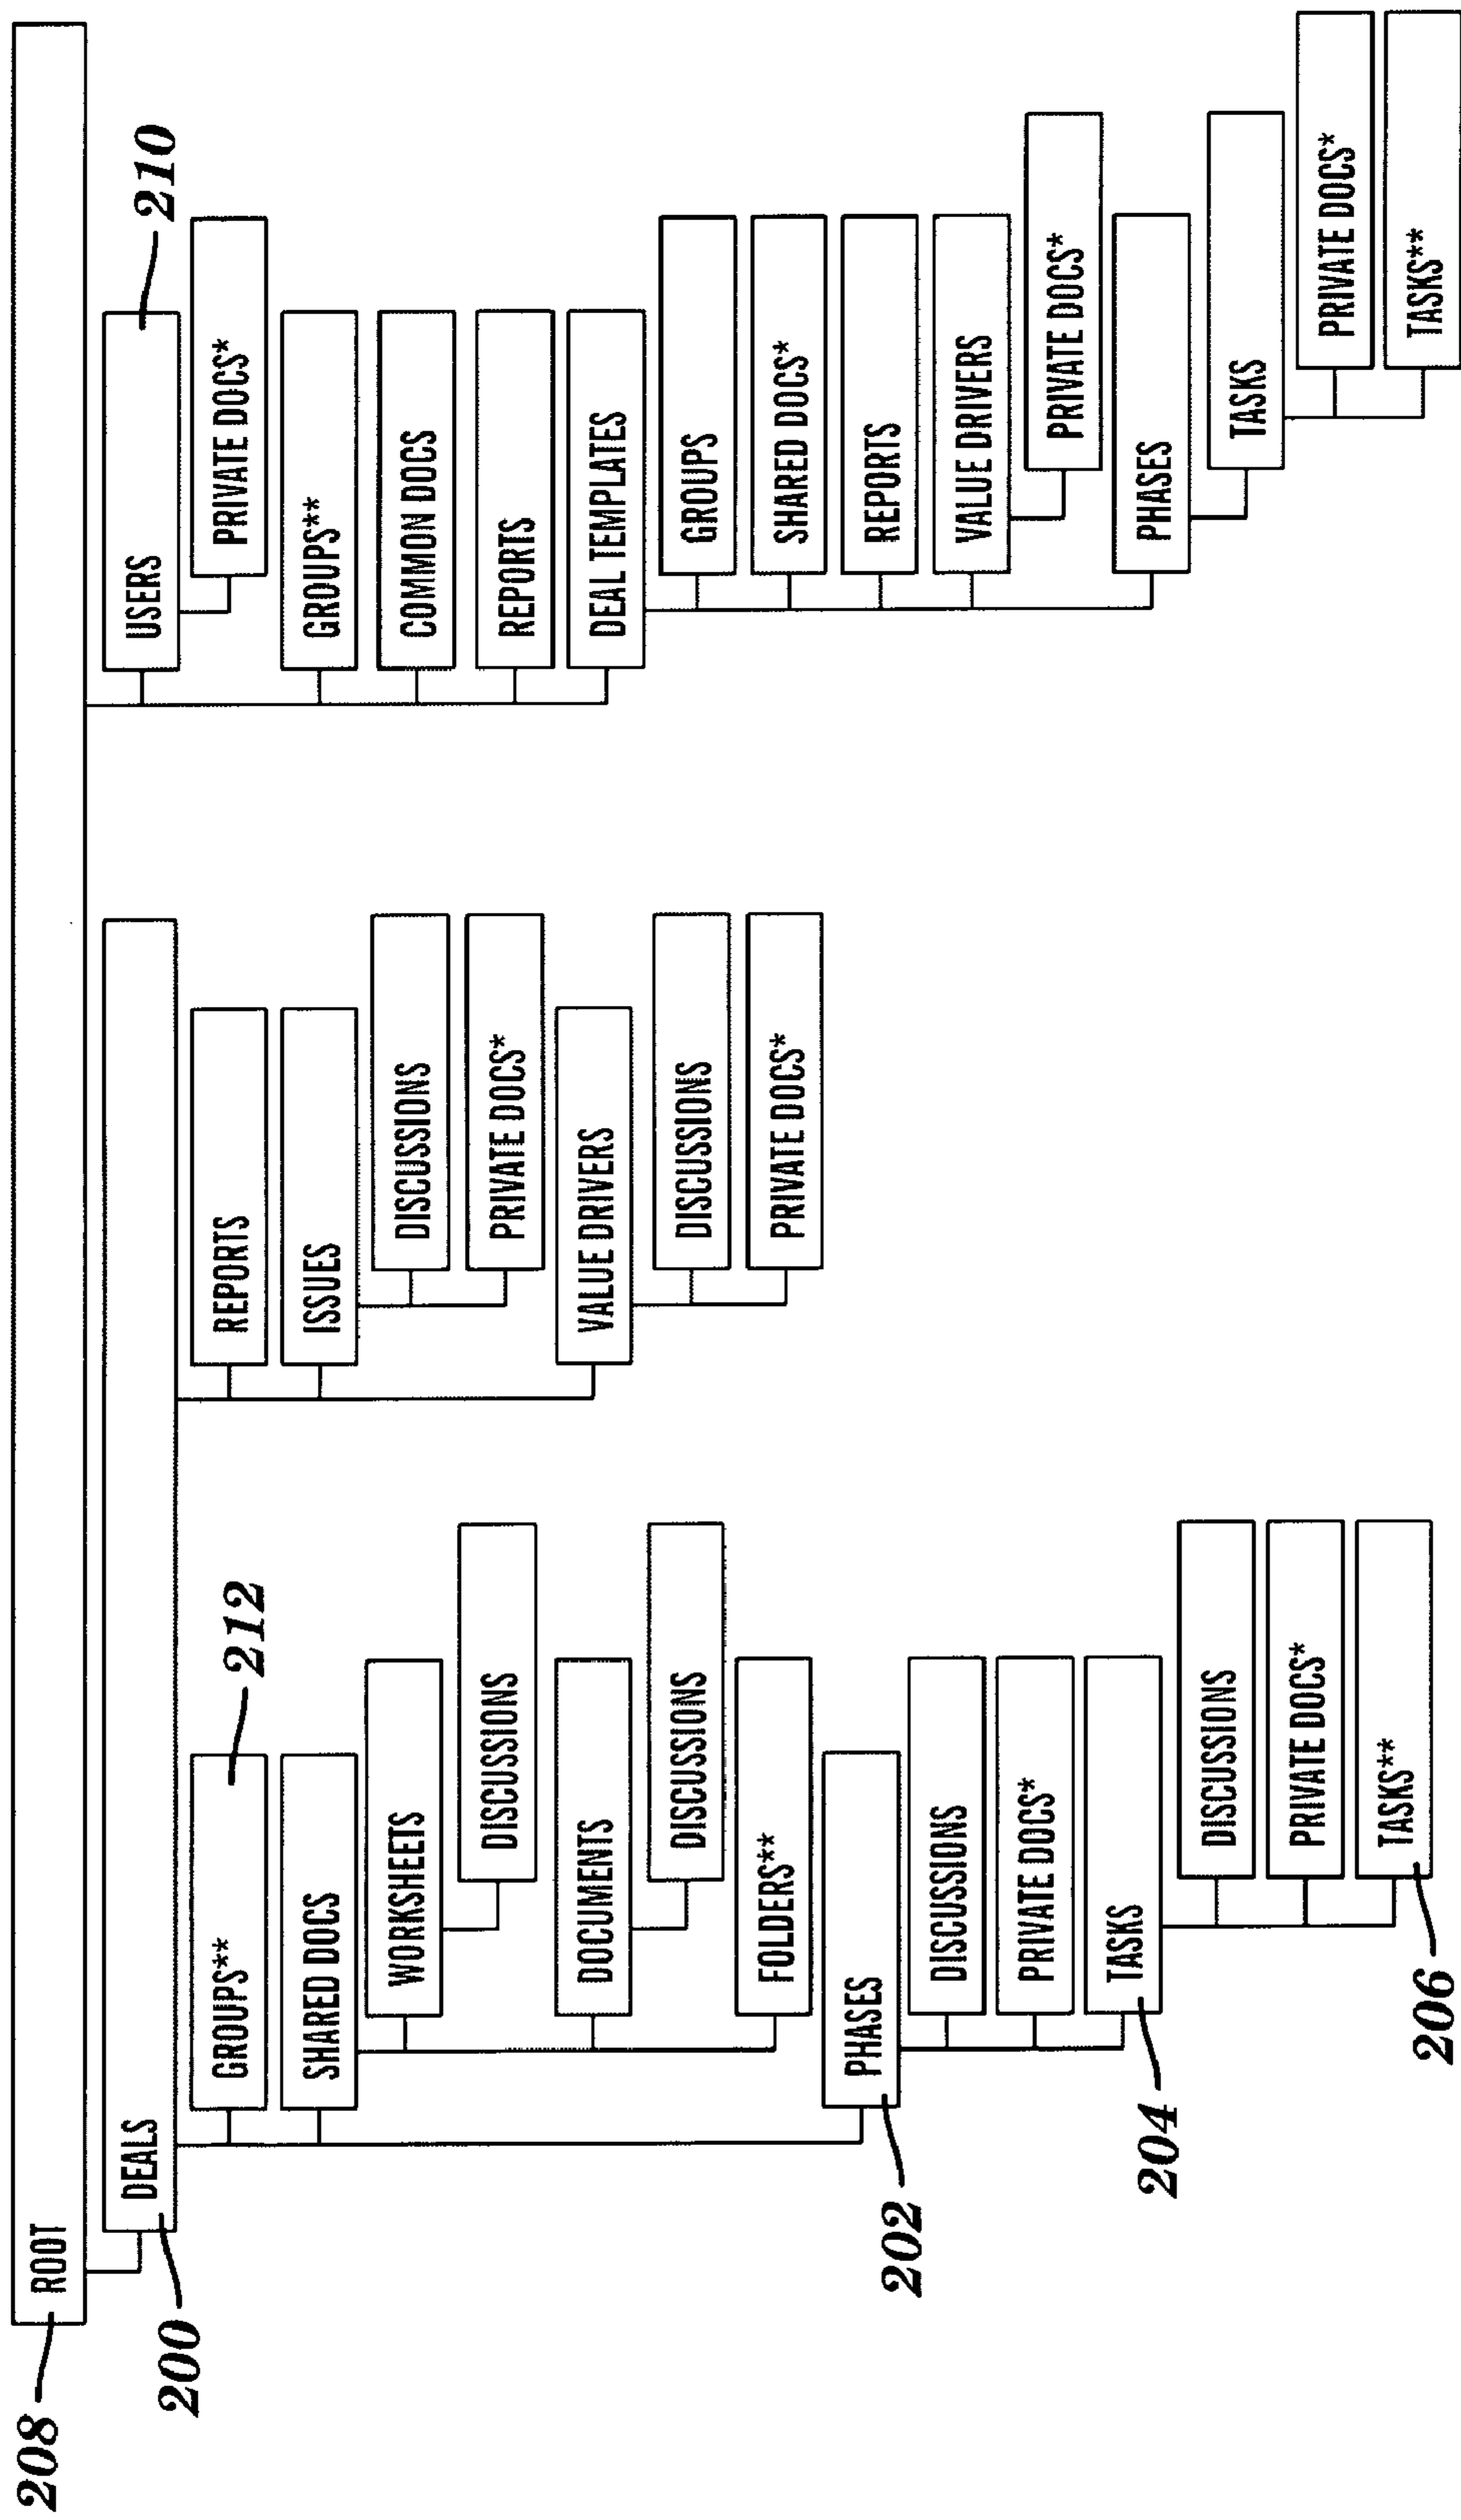 208
ROOT
200
DEALS
GROUPS**
212
SHARED DOCS
WORKSHEETS
DISCUSSIONS
DOCUMENTS
DISCUSSIONS
FOLDERS**
202
PHASES
DISCUSSIONS
PRIVATE DOCS*
204
TASKS
DISCUSSIONS
PRIVATE DOCS*
206
TASKS**
REPORTS
ISSUES
DISCUSSIONS
PRIVATE DOCS*
VALUE DRIVERS
DISCUSSIONS
PRIVATE DOCS*
USERS
210
PRIVATE DOCS*
GROUPS**
COMMON DOCS
REPORTS
DEAL TEMPLATES
GROUPS
SHARED DOCS*
REPORTS
VALUE DRIVERS
PRIVATE DOCS*
PHASES
TASKS
PRIVATE DOCS*
TASKS**